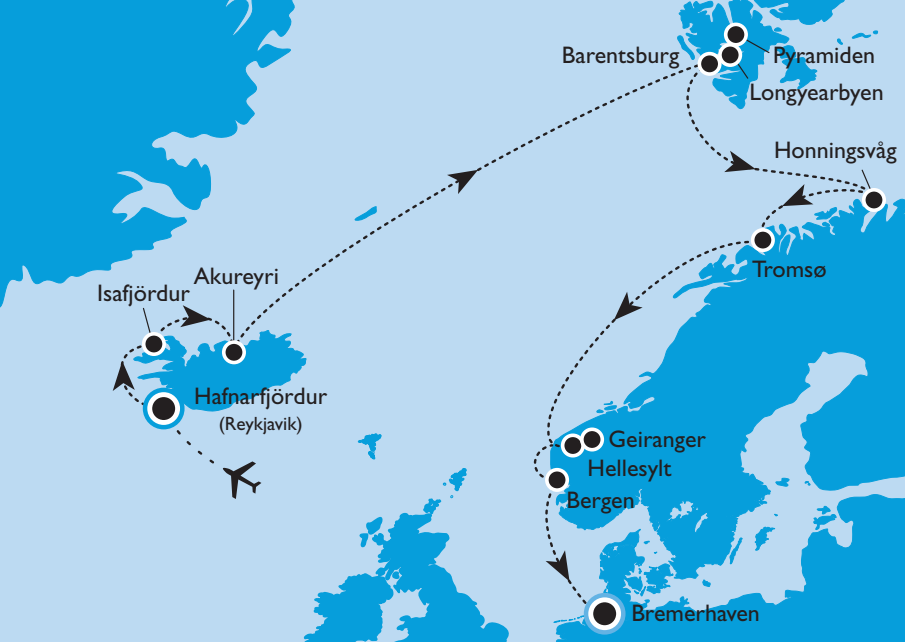 Barentsburg
Pyramiden
Longyearbyen
Honningsvåg
Tromsø
Akureyri
Isafjördur
Hafnarfjördur
(Reykjavik)
Geiranger
Hellesylt
Bergen
Bremerhaven